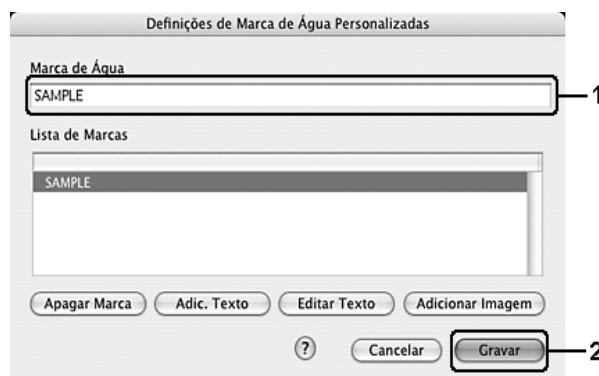 Definições de Marca de Água Personalizadas
Marca de Água
SAMPLE
1
Lista de Marcas
SAMPLE
Apagar Marca Adic. Texto Editar Texto Adicionar Imagem
? Cancelar Gravar 2